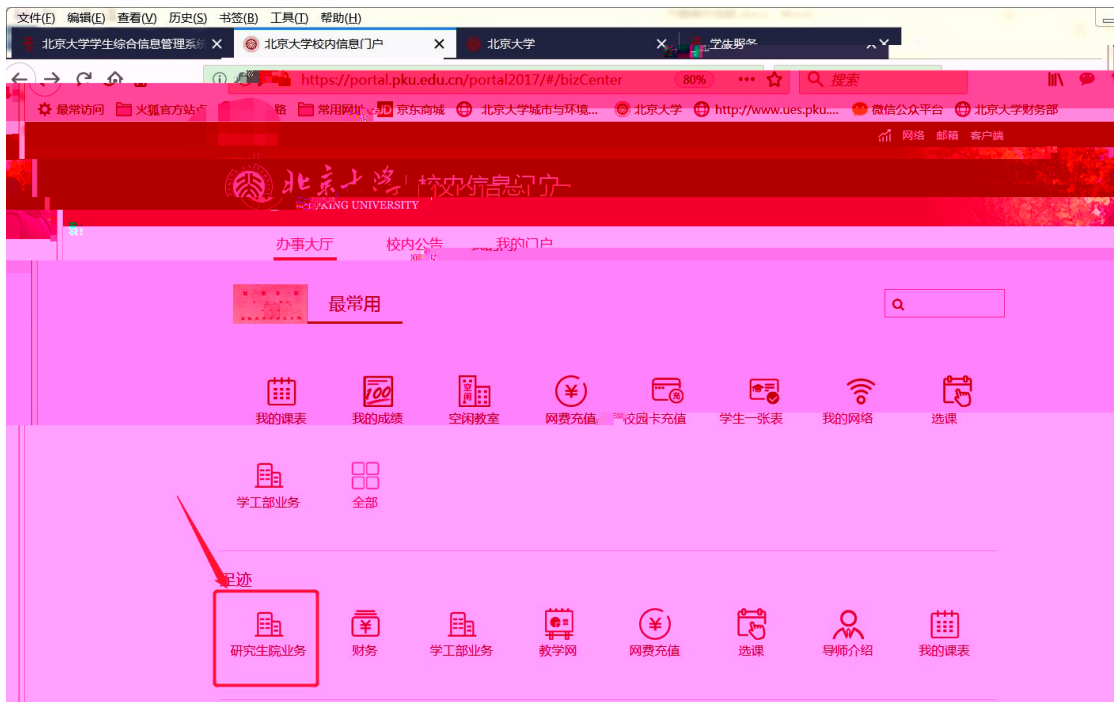 文件(F) 编辑(E) 查看(V) 历史(S) 书签(B) 工具(T) 帮助(H)
北京大学学生综合信息管理系统 北京大学校内信息门户 北京大学
https://portal.pku.edu.cn/portal2017/#/bizCenter 80% 搜索
最常访问 火狐官方站点 常用网址 JD 京东商城 北京大学城市与环境... 北京大学 http://www.ues.pku.... 微信公众平台 北京大学财务部
网络 邮箱 客户端
北京大学 校内信息门户
PEKING UNIVERSITY
办事大厅 校内公告 我的门户
最常用
我的课表 我的成绩 空闲教室 网费充值 校园卡充值 学生一张表 我的网络 选课
学工部业务 全部
足迹
研究生院业务 财务 学工部业务 教学网 网费充值 选课 导师介绍 我的课表